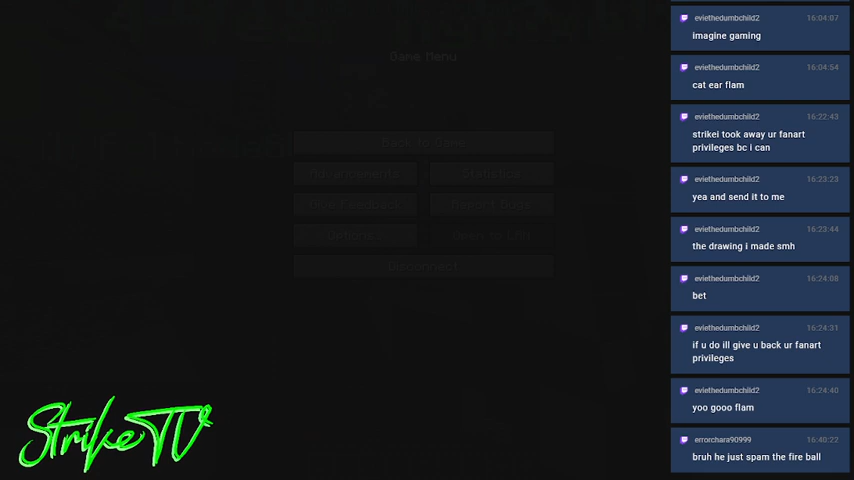 Game Menu
Back to Game
Advancements
Statistics
Give Feedback
Report Bugs
Options...
Open to LAN
Disconnect
StrikeTV
eviethedumbchild2 16:04:07
imagine gaming
eviethedumbchild2 16:04:54
cat ear flam
eviethedumbchild2 16:22:43
strikei took away ur fanart
privileges bc i can
eviethedumbchild2 16:23:23
yea and send it to me
eviethedumbchild2 16:23:44
the drawing i made smh
eviethedumbchild2 16:24:08
bet
eviethedumbchild2 16:24:31
if u do ill give u back ur fanart
privileges
eviethedumbchild2 16:24:40
yoo gooo flam
errorchara90999 16:40:22
bruh he just spam the fire ball